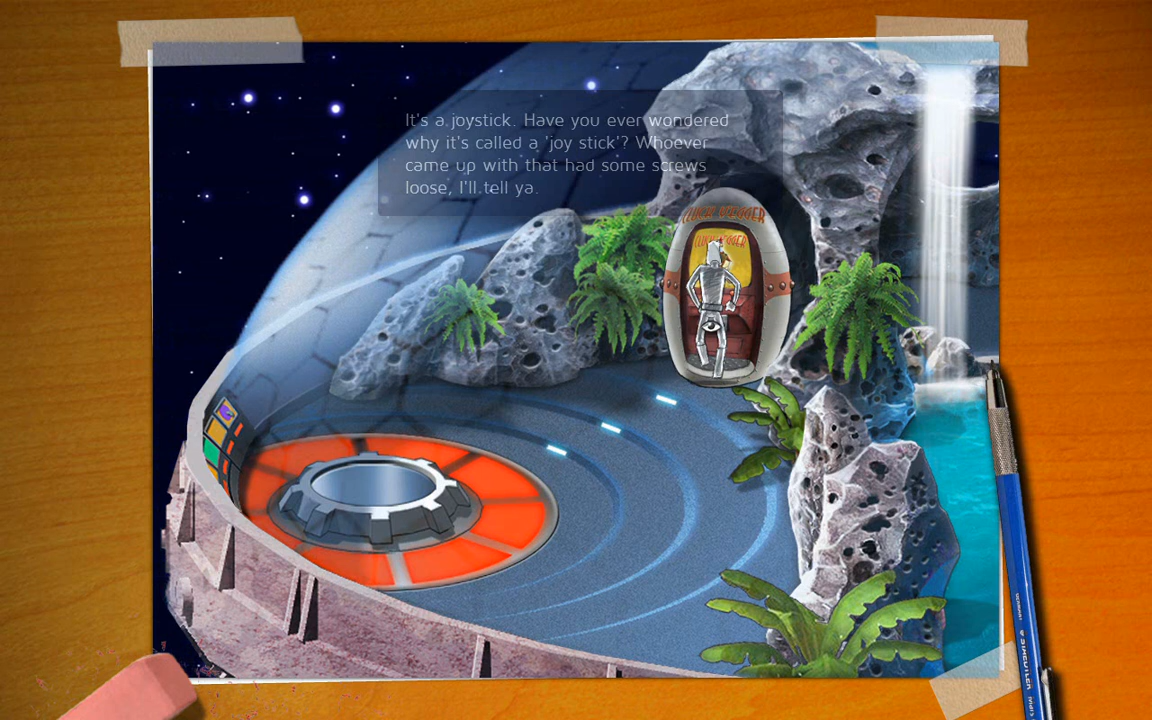 It's a joystick. Have you ever wondered
why it's called a 'joy stick'? Whoever
came up with that had some screws
loose, I'll tell ya.